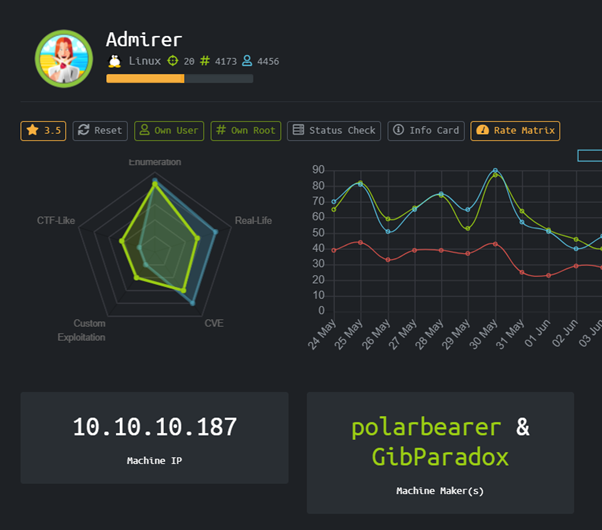 Admirer
Linux 20 4173 4456
3.5 Reset Own User Own Root Status Check Info Card Rate Matrix
Enumeration
CTF-Like
Real-Life
Custom Exploitation
CVE
90
80
70
60
50
40
30
20
10
0
24 May
25 May
26 May
27 May
28 May
29 May
30 May
31 May
01 Jun
02 Jun
03 Jun
10.10.10.187
Machine IP
polarbearer &
GibParadox
Machine Maker(s)